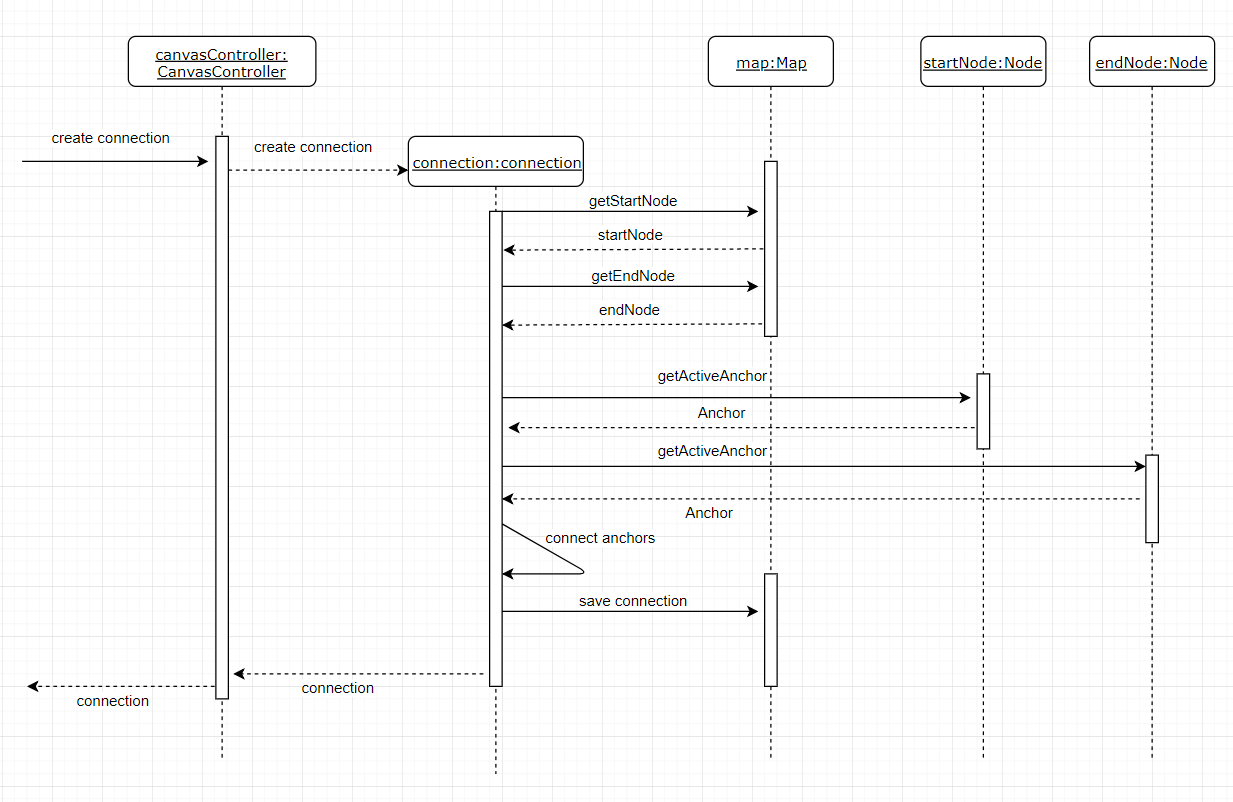 canvasController:
CanvasController
map:Map
startNode:Node
endNode:Node
create connection
create connection
connection:connection
getStartNode
startNode
getEndNode
endNode
getActiveAnchor
Anchor
getActiveAnchor
Anchor
connect anchors
save connection
connection
connection